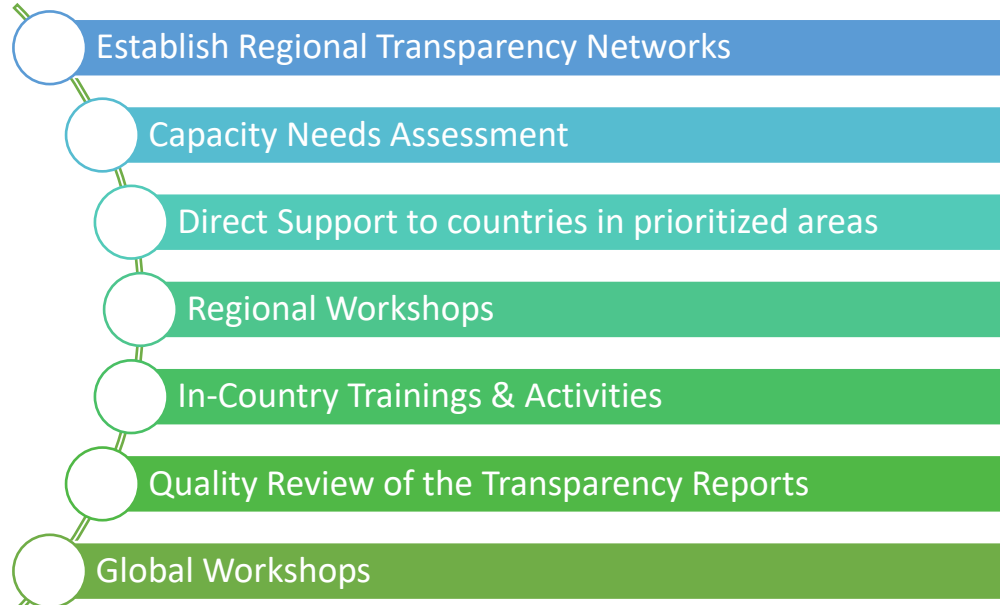 Establish Regional Transparency Networks
Capacity Needs Assessment
Direct Support to countries in prioritized areas
Regional Workshops
In-Country Trainings & Activities
Quality Review of the Transparency Reports
Global Workshops